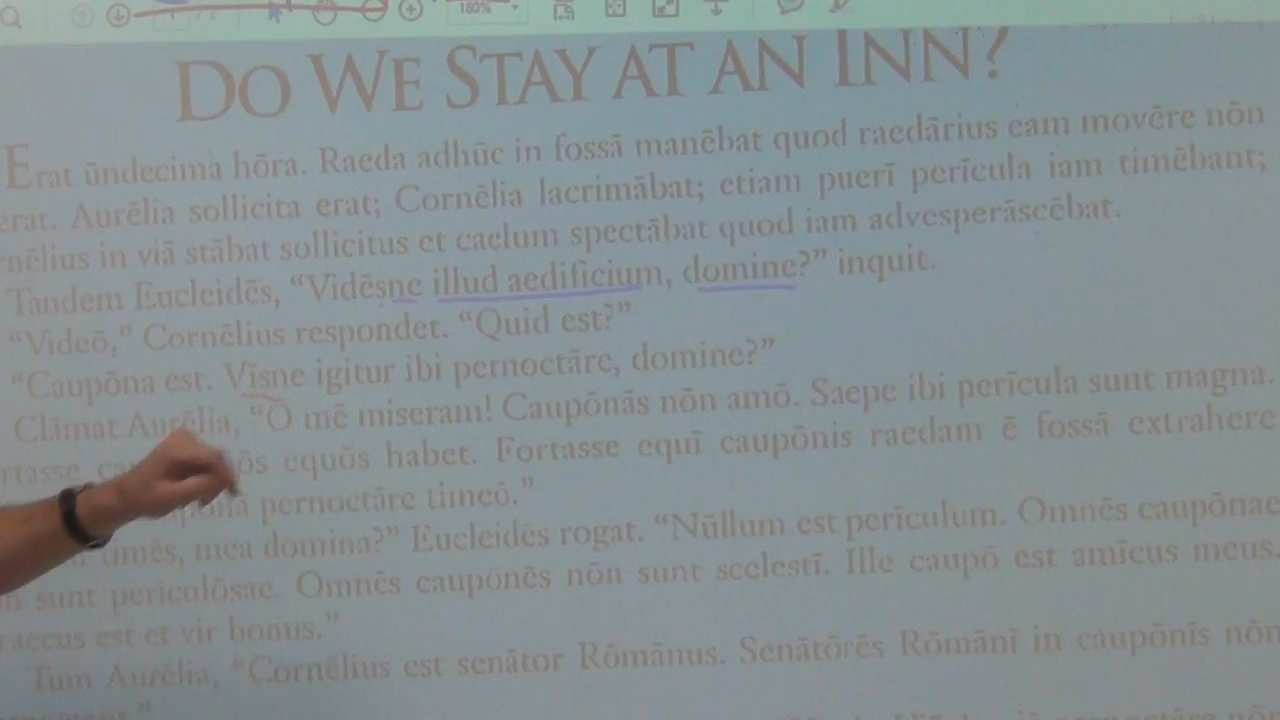 180%
DO WE STAY AT AN INN?
Erat ūndecima hōra. Raeda adhūc in fossā manēbat quod raedārius eam movēre nōn
erat. Aurēlia sollicita erat; Cornēlia lacrimābat; etiam puerī perīcula iam timēbant;
nēlius in viā stābat sollicitus et caelum spectābat quod iam advesperāscēbat.
Tandem Eucleidēs, “Vidēsne illud aedificium, domine?” inquit.
“Videō,” Cornēlius respondet. “Quid est?”
“Caupōna est. Vīsne igitur ibi pernoctāre, domine?”
Clāmat Aurēlia, “Ō mē miseram! Caupōnās nōn amō. Saepe ibi perīcula sunt magna.
rtasse ōs equōs habet. Fortasse equī caupōnis raedam ē fossā extrahere
pernoctāre timeō.”
timēs, mea domina?” Eucleidēs rogat. “Nūllum est perīculum. Omnēs caupōnae
n sunt perīculōsae. Omnēs caupōnēs nōn sunt scelestī. Ille caupō est amīcus meus.
raecus est et vir bonus.”
Tum Aurēlia, “Cornēlius est senātor Rōmānus. Senātōrēs Rōmānī in caupōnīs nōn